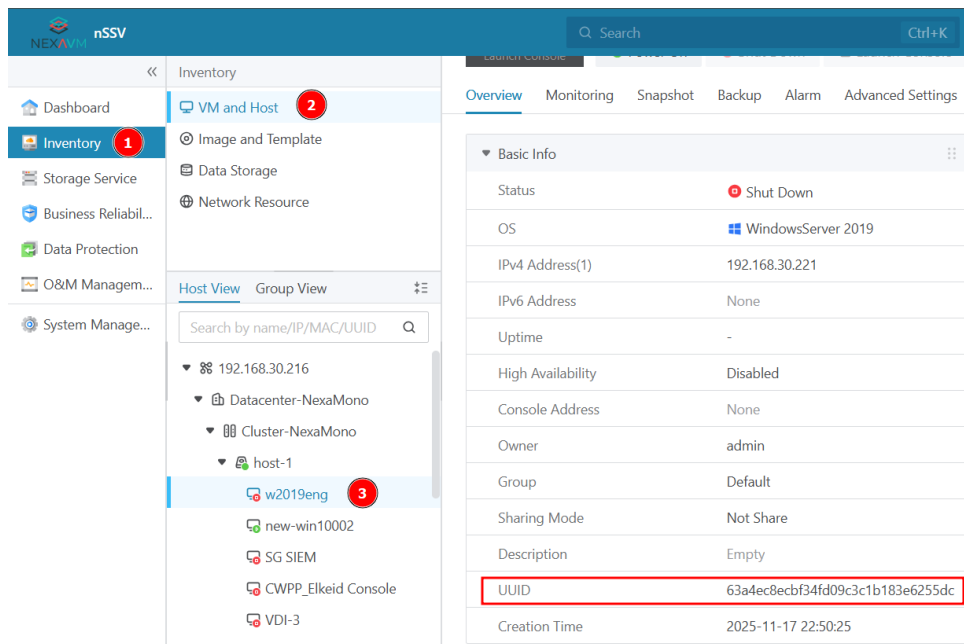 NEXAVM nSSV
Search Ctrl+K
Dashboard
Inventory 1
Storage Service
Business Reliabil...
Data Protection
O&M Managem...
System Manage...
Inventory
VM and Host 2
Image and Template
Data Storage
Network Resource
Host View Group View
Search by name/IP/MAC/UUID
192.168.30.216
Datacenter-NexaMono
Cluster-NexaMono
host-1
w2019eng 3
new-win10002
SG SIEM
CWPP_Elkeid Console
VDI-3
Launch Console
Overview Monitoring Snapshot Backup Alarm Advanced Settings
Basic Info
Status Shut Down
OS WindowsServer 2019
IPv4 Address(1) 192.168.30.221
IPv6 Address None
Uptime -
High Availability Disabled
Console Address None
Owner admin
Group Default
Sharing Mode Not Share
Description Empty
UUID 63a4ec8ecbf34fd09c3c1b183e6255dc
Creation Time 2025-11-17 22:50:25